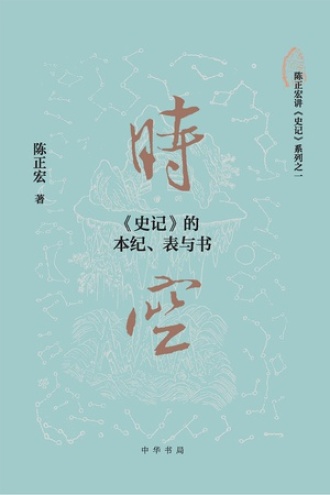 陈正宏讲《史记》系列之一
時
陈正宏 著
《史记》的
本纪、表与书
空
中华书局